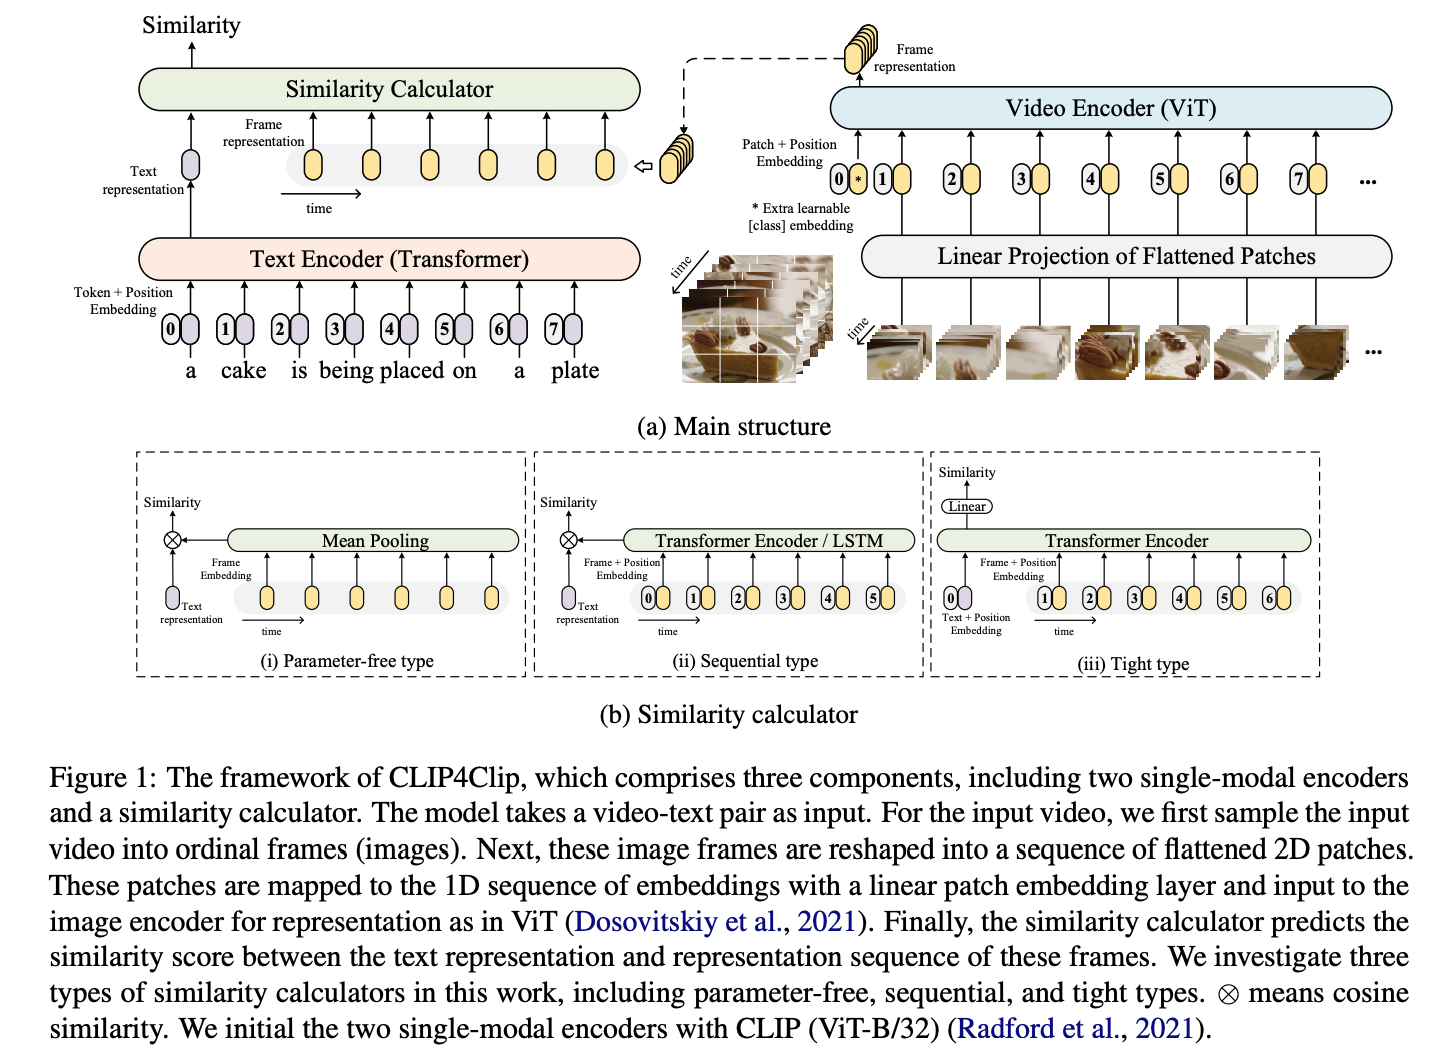 Similarity
Similarity Calculator
Frame
representation
Text
representation
time
Text Encoder (Transformer)
Token + Position
Embedding
0 1 2 3 4 5 6 7
a cake is being placed on a plate
Frame
representation
Video Encoder (ViT)
Patch + Position
Embedding
0 * 1 2 3 4 5 6 7 ...
* Extra learnable
[class] embedding
Linear Projection of Flattened Patches
time
time
...
(a) Main structure
Similarity
Mean Pooling
Frame
Embedding
Text
representation
time
(i) Parameter-free type
Similarity
Transformer Encoder / LSTM
Frame + Position
Embedding
0 1 2 3 4 5
Text
representation
time
(ii) Sequential type
Similarity
Linear
Transformer Encoder
Frame + Position
Embedding
0 1 2 3 4 5 6
Text + Position
Embedding
time
(iii) Tight type
(b) Similarity calculator
Figure 1: The framework of CLIP4Clip, which comprises three components, including two single-modal encoders
and a similarity calculator. The model takes a video-text pair as input. For the input video, we first sample the input
video into ordinal frames (images). Next, these image frames are reshaped into a sequence of flattened 2D patches.
These patches are mapped to the 1D sequence of embeddings with a linear patch embedding layer and input to the
image encoder for representation as in ViT (Dosovitskiy et al., 2021). Finally, the similarity calculator predicts the
similarity score between the text representation and representation sequence of these frames. We investigate three
types of similarity calculators in this work, including parameter-free, sequential, and tight types. ⊗ means cosine
similarity. We initial the two single-modal encoders with CLIP (ViT-B/32) (Radford et al., 2021).